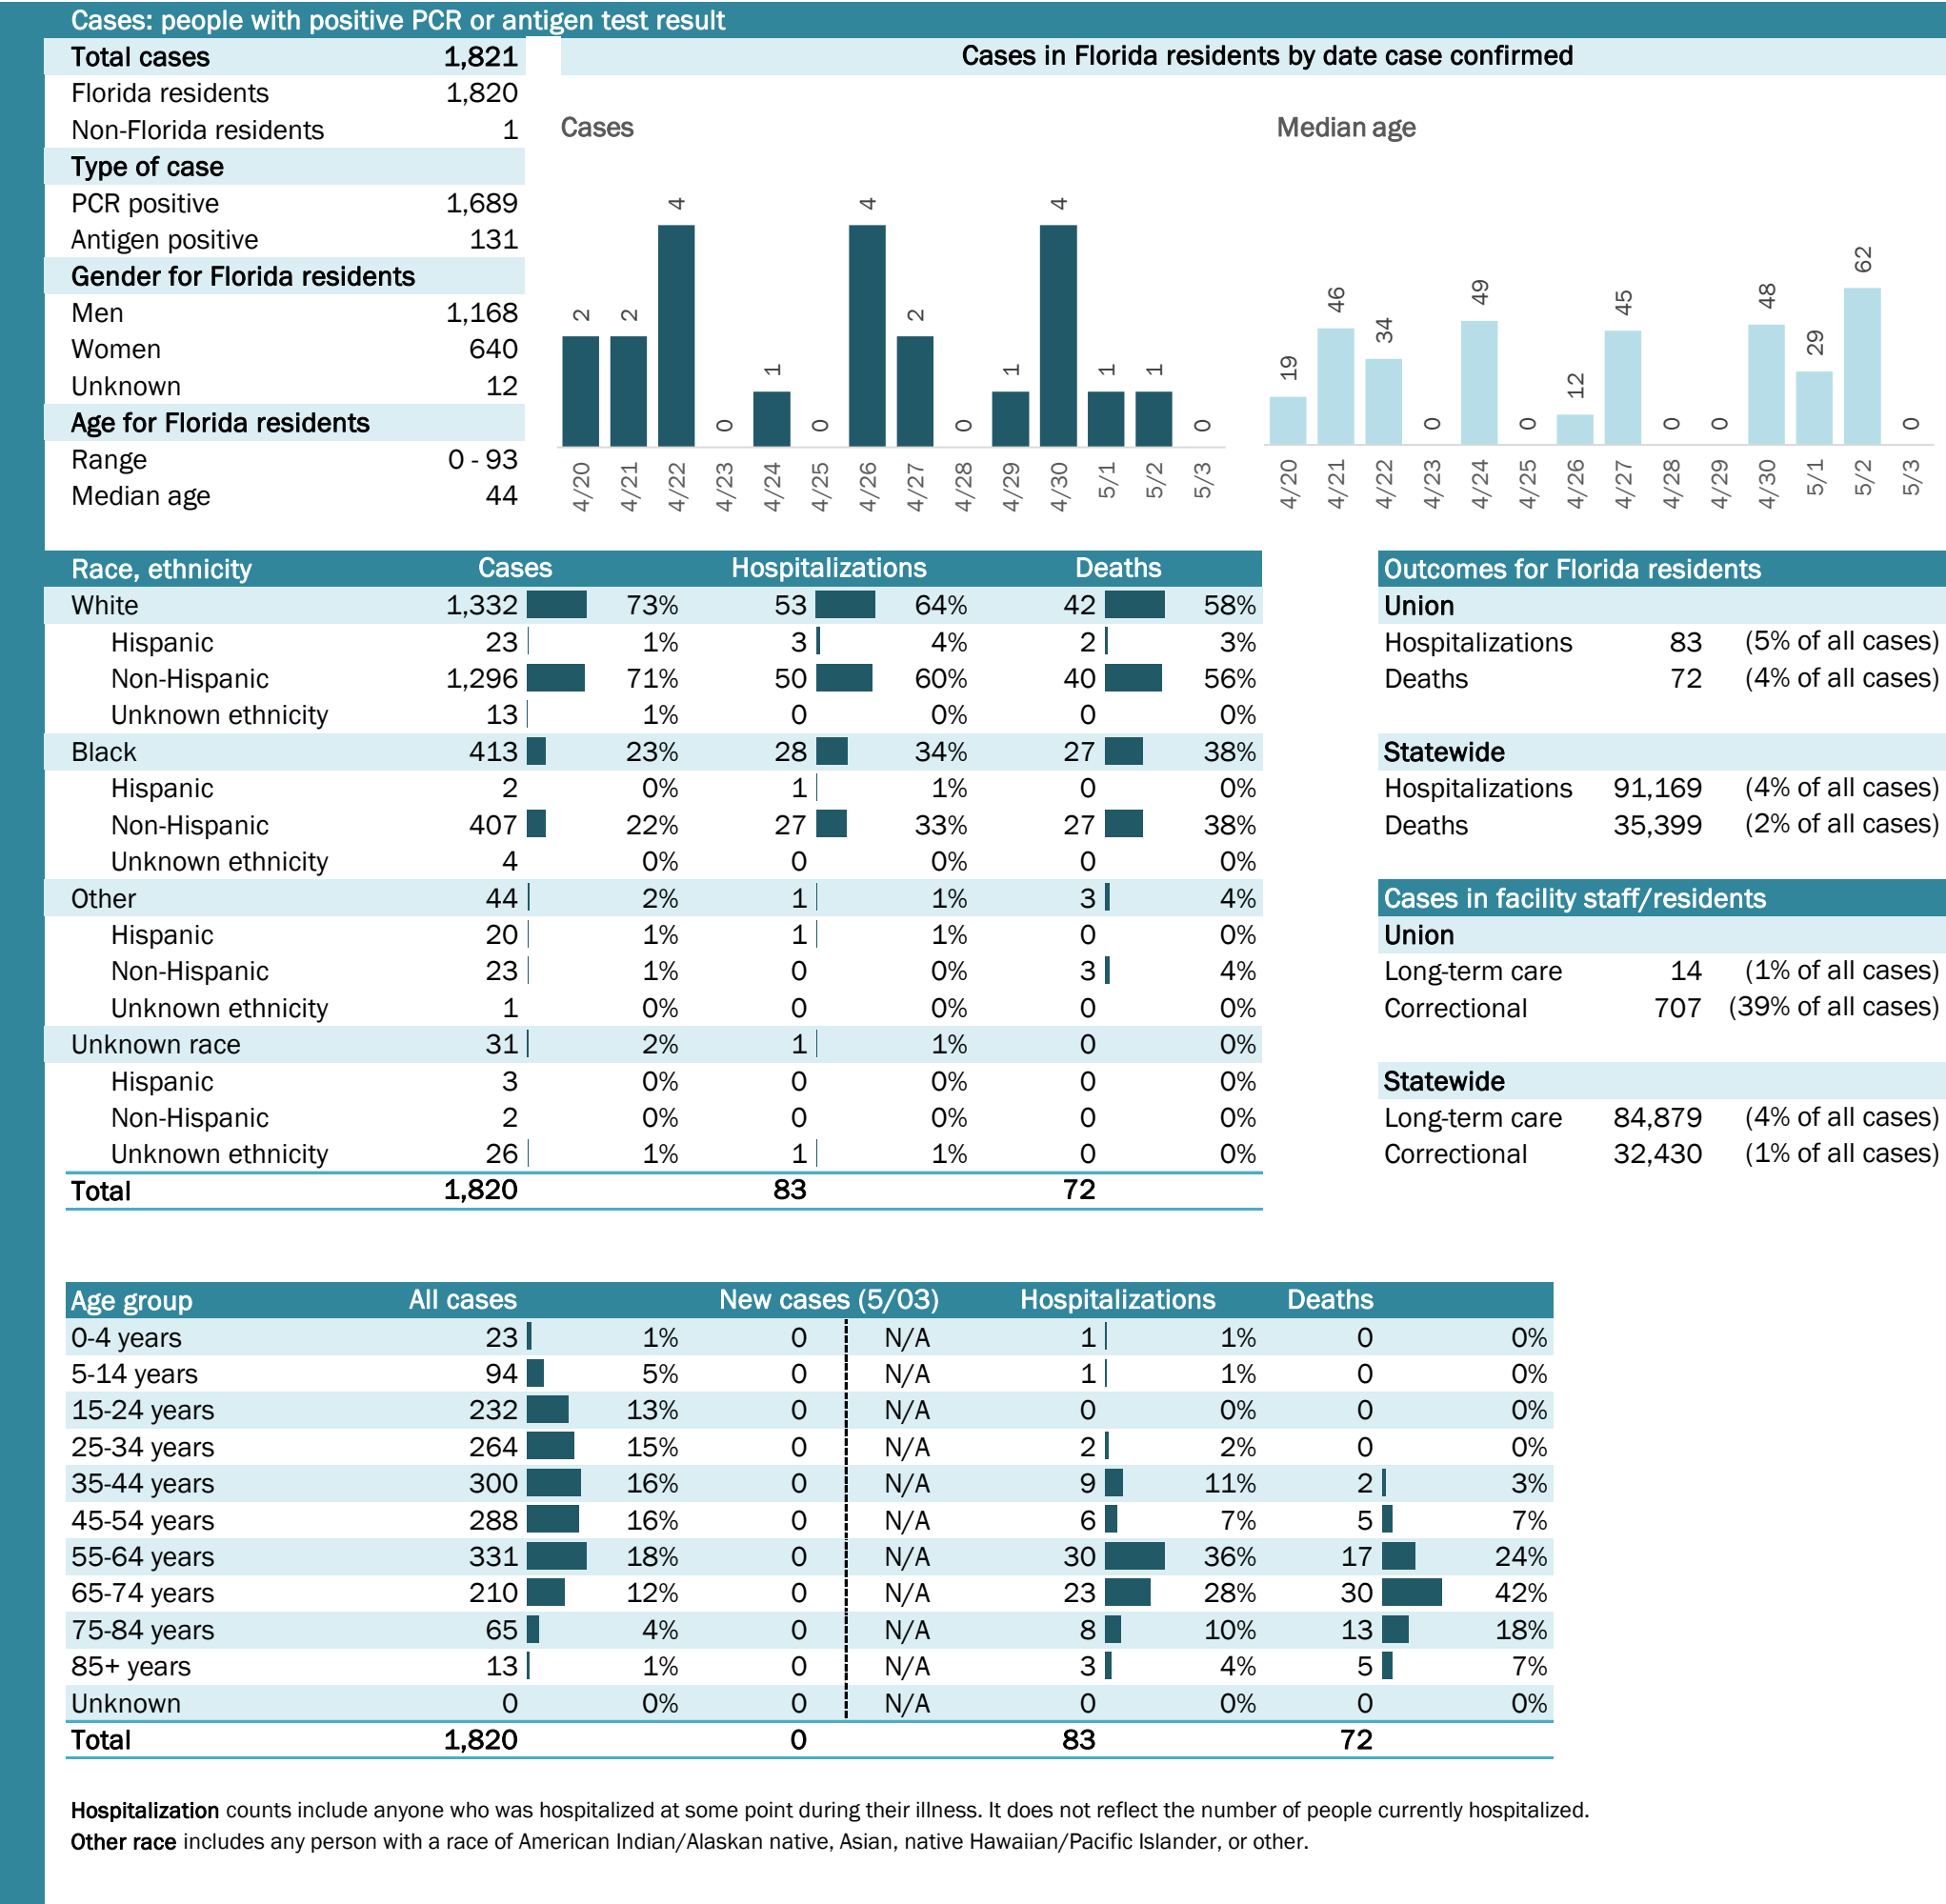 Cases: people with positive PCR or antigen test result
Total cases 1,821
Florida residents 1,820
Non-Florida residents 1
Type of case
PCR positive 1,689
Antigen positive 131
Gender for Florida residents
Men 1,168
Women 640
Unknown 12
Age for Florida residents
Range 0 - 93
Median age 44
Cases in Florida residents by date case confirmed
Cases
2 2 4 0 1 0 4 2 0 1 4 1 1 0
4/20 4/21 4/22 4/23 4/24 4/25 4/26 4/27 4/28 4/29 4/30 5/1 5/2 5/3
Median age
19 46 34 0 49 0 12 45 0 0 48 29 62 0
4/20 4/21 4/22 4/23 4/24 4/25 4/26 4/27 4/28 4/29 4/30 5/1 5/2 5/3
Race, ethnicity Cases Hospitalizations Deaths
White 1,332 73% 53 64% 42 58%
Hispanic 23 1% 3 4% 2 3%
Non-Hispanic 1,296 71% 50 60% 40 56%
Unknown ethnicity 13 1% 0 0% 0 0%
Black 413 23% 28 34% 27 38%
Hispanic 2 0% 1 1% 0 0%
Non-Hispanic 407 22% 27 33% 27 38%
Unknown ethnicity 4 0% 0 0% 0 0%
Other 44 2% 1 1% 3 4%
Hispanic 20 1% 1 1% 0 0%
Non-Hispanic 23 1% 0 0% 3 4%
Unknown ethnicity 1 0% 0 0% 0 0%
Unknown race 31 2% 1 1% 0 0%
Hispanic 3 0% 0 0% 0 0%
Non-Hispanic 2 0% 0 0% 0 0%
Unknown ethnicity 26 1% 1 1% 0 0%
Total 1,820 83 72
Outcomes for Florida residents
Union
Hospitalizations 83 (5% of all cases)
Deaths 72 (4% of all cases)
Statewide
Hospitalizations 91,169 (4% of all cases)
Deaths 35,399 (2% of all cases)
Cases in facility staff/residents
Union
Long-term care 14 (1% of all cases)
Correctional 707 (39% of all cases)
Statewide
Long-term care 84,879 (4% of all cases)
Correctional 32,430 (1% of all cases)
Age group All cases New cases (5/03) Hospitalizations Deaths
0-4 years 23 1% 0 N/A 1 1% 0 0%
5-14 years 94 5% 0 N/A 1 1% 0 0%
15-24 years 232 13% 0 N/A 0 0% 0 0%
25-34 years 264 15% 0 N/A 2 2% 0 0%
35-44 years 300 16% 0 N/A 9 11% 2 3%
45-54 years 288 16% 0 N/A 6 7% 5 7%
55-64 years 331 18% 0 N/A 30 36% 17 24%
65-74 years 210 12% 0 N/A 23 28% 30 42%
75-84 years 65 4% 0 N/A 8 10% 13 18%
85+ years 13 1% 0 N/A 3 4% 5 7%
Unknown 0 0% 0 N/A 0 0% 0 0%
Total 1,820 0 83 72
Hospitalization counts include anyone who was hospitalized at some point during their illness. It does not reflect the number of people currently hospitalized.
Other race includes any person with a race of American Indian/Alaskan native, Asian, native Hawaiian/Pacific Islander, or other.